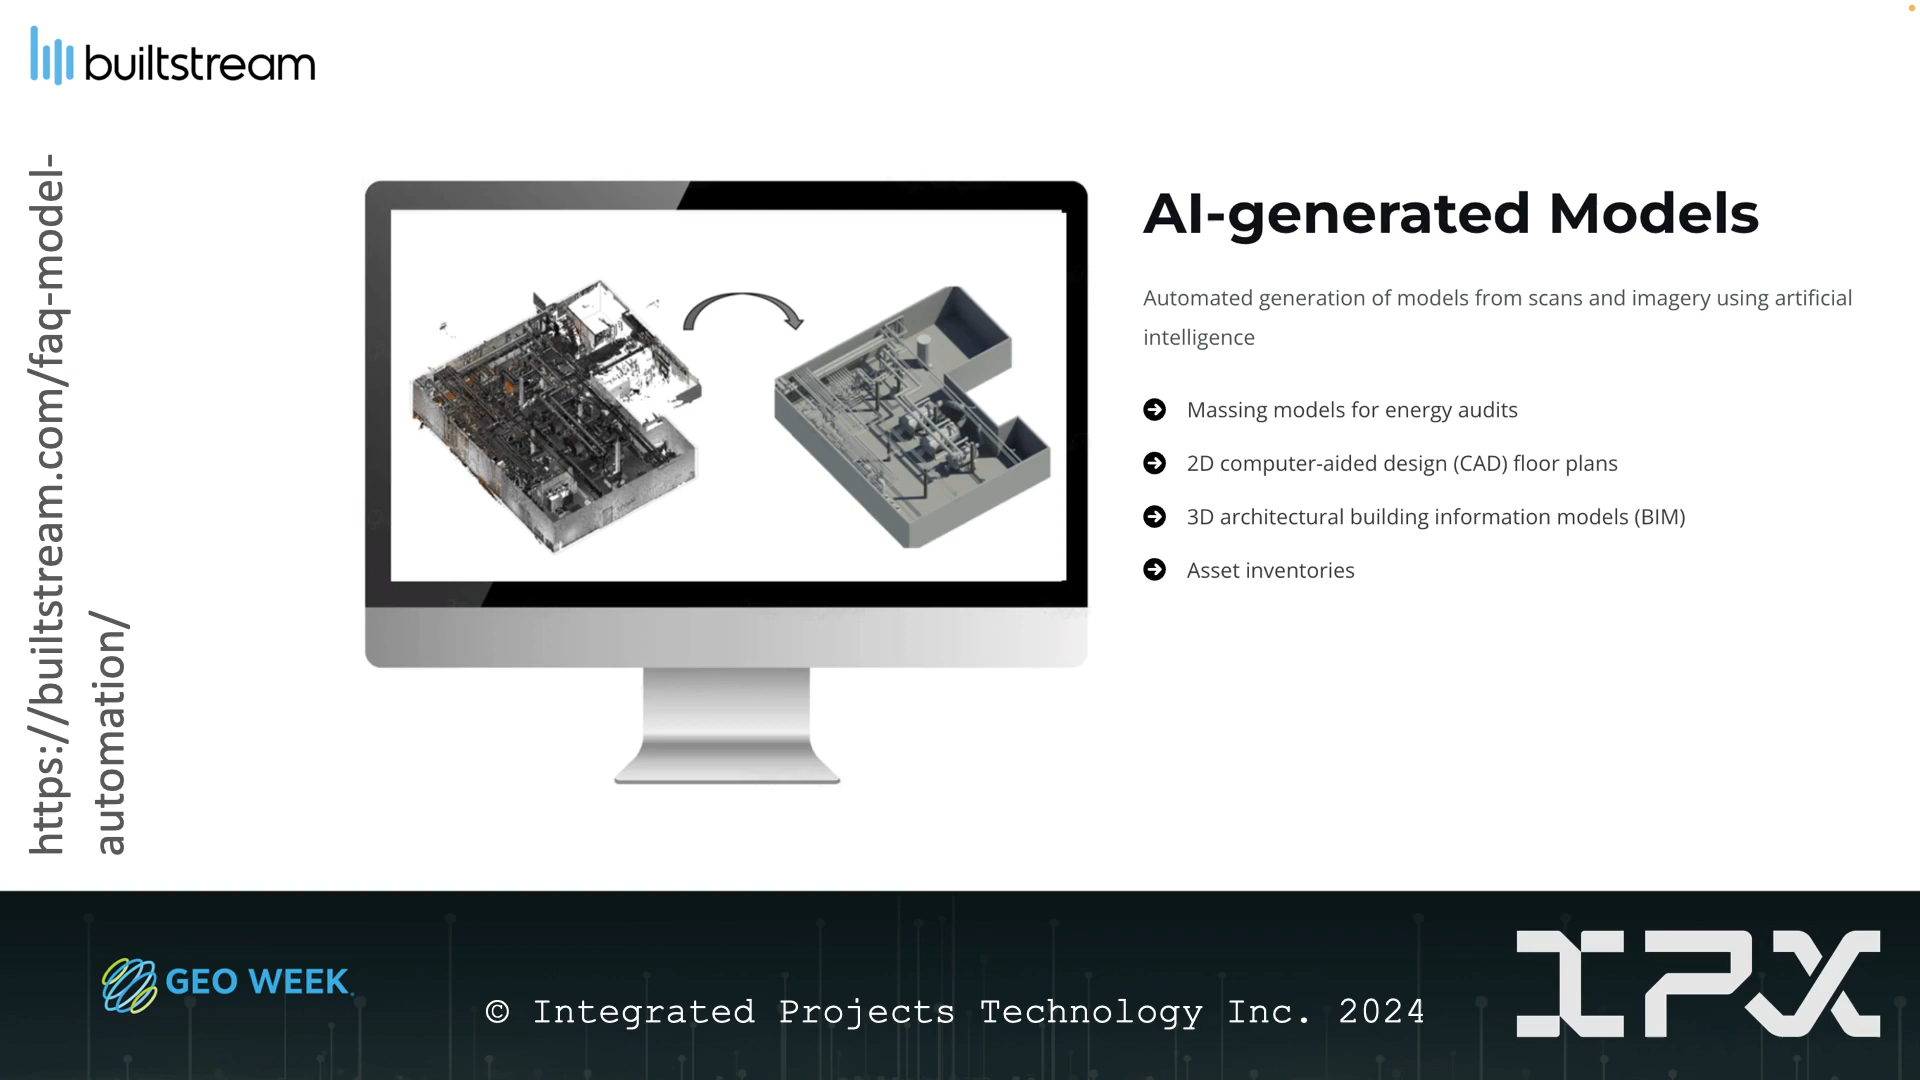 builtstream
https://builtstream.com/faq-model-
automation/
AI-generated Models
Automated generation of models from scans and imagery using artificial
intelligence
Massing models for energy audits
2D computer-aided design (CAD) floor plans
3D architectural building information models (BIM)
Asset inventories
GEO WEEK.
© Integrated Projects Technology Inc. 2024
IPX